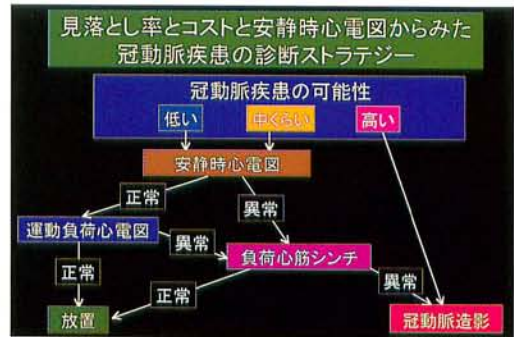 見落とし率とコストと安静時心電図からみた
冠動脈疾患の診断ストラテジー
冠動脈疾患の可能性
低い 中くらい 高い
安静時心電図
正常 異常
運動負荷心電図
異常
負荷心筋シンチ
正常 正常 異常
放置 冠動脈造影